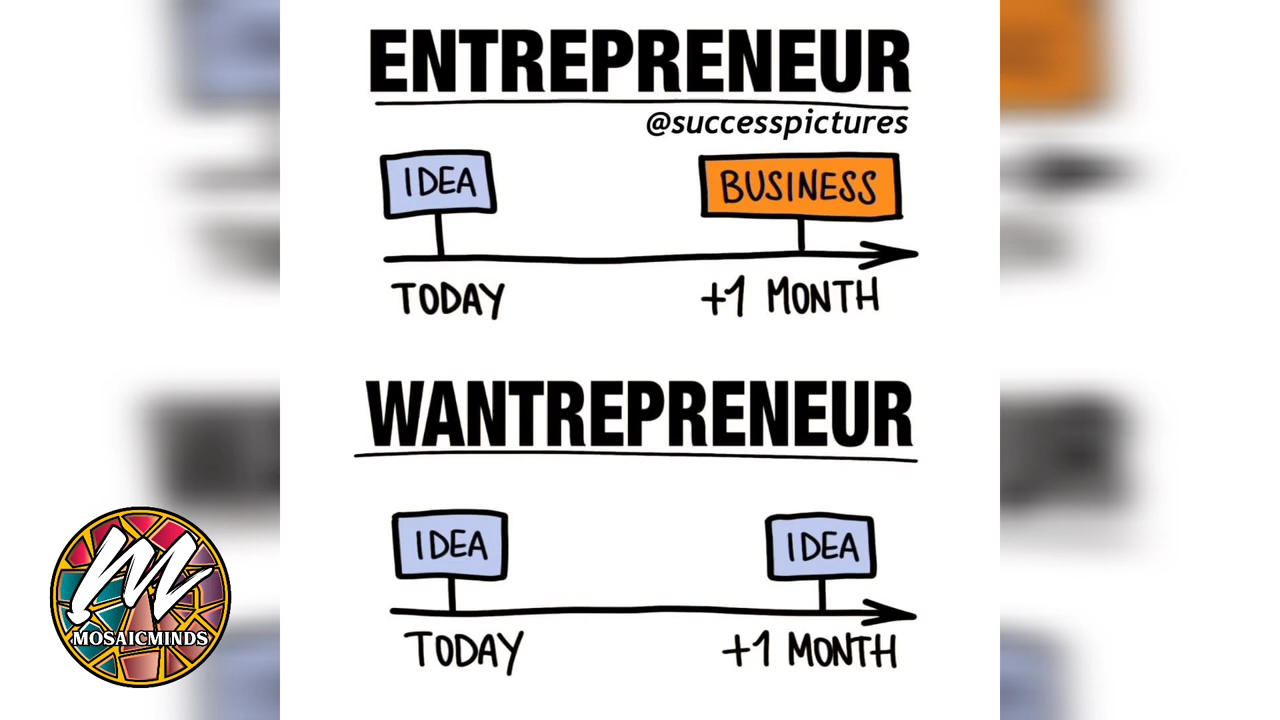 ENTREPRENEUR
@successpictures
IDEA
BUSINESS
TODAY
+1 MONTH
WANTREPRENEUR
IDEA
IDEA
TODAY
+1 MONTH
M
MOSAICMINDS